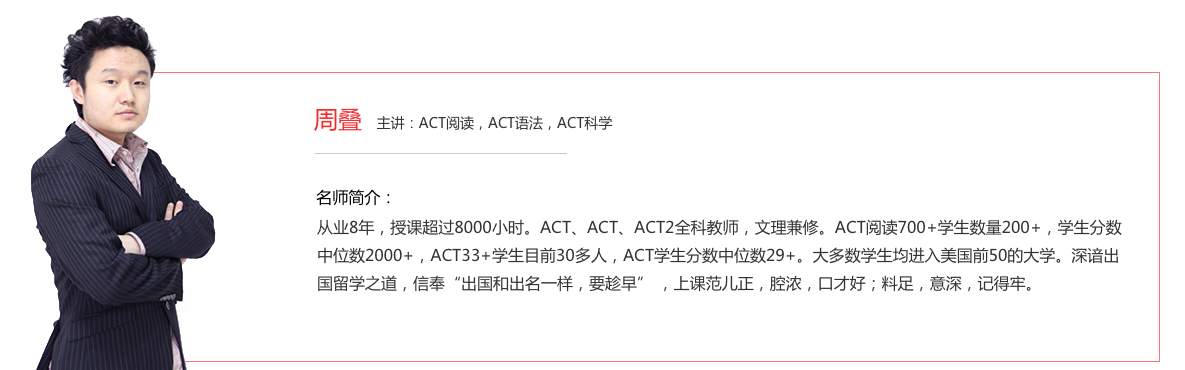 周叠 主讲：ACT阅读，ACT语法，ACT科学
名师简介：
从业8年，授课超过8000小时。ACT、ACT、ACT2全科教师，文理兼修。ACT阅读700+学生数量200+，学生分数
中位数2000+，ACT33+学生目前30多人，ACT学生分数中位数29+。大多数学生均进入美国前50的大学。深谙出
国留学之道，信奉“出国和出名一样，要趁早”，上课范儿正，腔浓，口才好；料足，意深，记得牢。